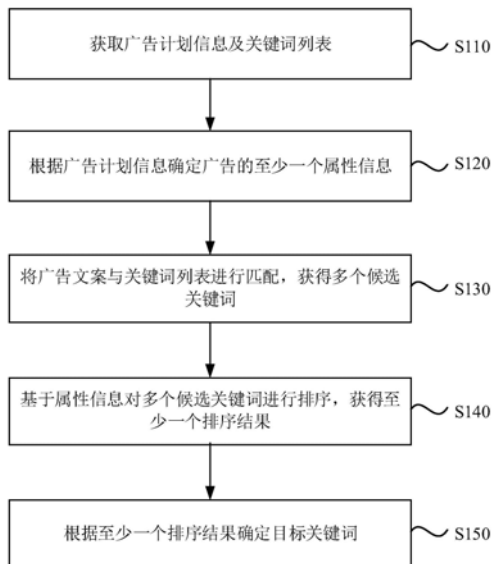 获取广告计划信息及关键词列表
S110
根据广告计划信息确定广告的至少一个属性信息
S120
将广告文案与关键词列表进行匹配，获得多个候选
关键词
S130
基于属性信息对多个候选关键词进行排序，获得至
少一个排序结果
S140
根据至少一个排序结果确定目标关键词
S150